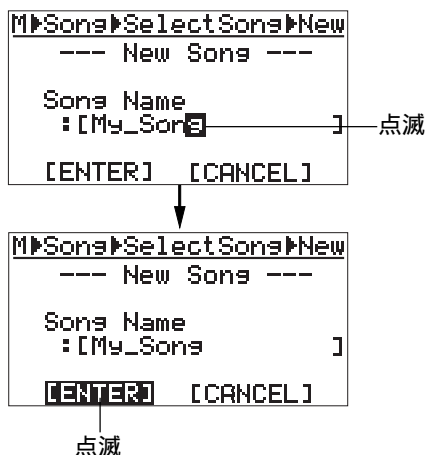 M▶Song▶SelectSong▶New
--- New Song ---
Song Name
:[My_Song ]
点滅
[ENTER] [CANCEL]
M▶Song▶SelectSong▶New
--- New Song ---
Song Name
:[My_Song ]
[ENTER] [CANCEL]
点滅